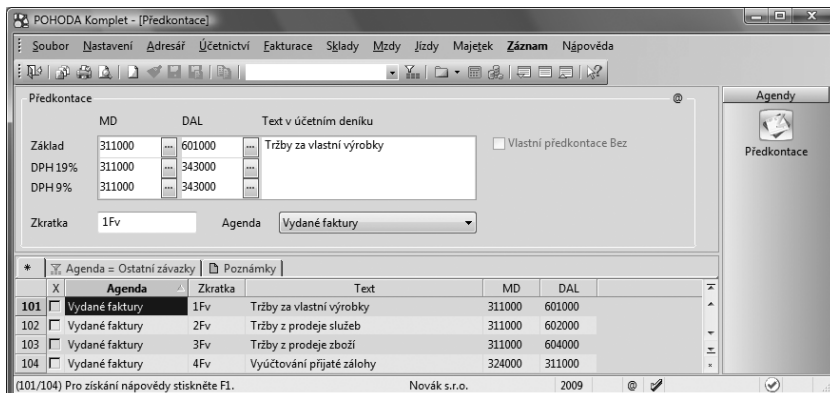 POHODA Komplet - [Předkontace]
Soubor Nastavení Adresář Účetnictví Fakturace Sklady Mzdy Jízdy Majetek Záznam Nápověda
Předkontace @ Agendy
MD DAL Text v účetním deníku
Základ 311000 ... 601000 ... Tržby za vlastní výrobky Vlastní předkontace Bez
Předkontace
DPH 19% 311000 ... 343000 ...
DPH 9% 311000 ... 343000 ...
Zkratka 1Fv Agenda Vydané faktury
* Agenda = Ostatní závazky Poznámky
X Agenda Zkratka Text MD DAL
101 Vydané faktury 1Fv Tržby za vlastní výrobky 311000 601000
102 Vydané faktury 2Fv Tržby z prodeje služeb 311000 602000
103 Vydané faktury 3Fv Tržby z prodeje zboží 311000 604000
104 Vydané faktury 4Fv Vyúčtování přijaté zálohy 324000 311000
(101/104) Pro získání nápovědy stiskněte F1. Novák s.r.o. 2009 @